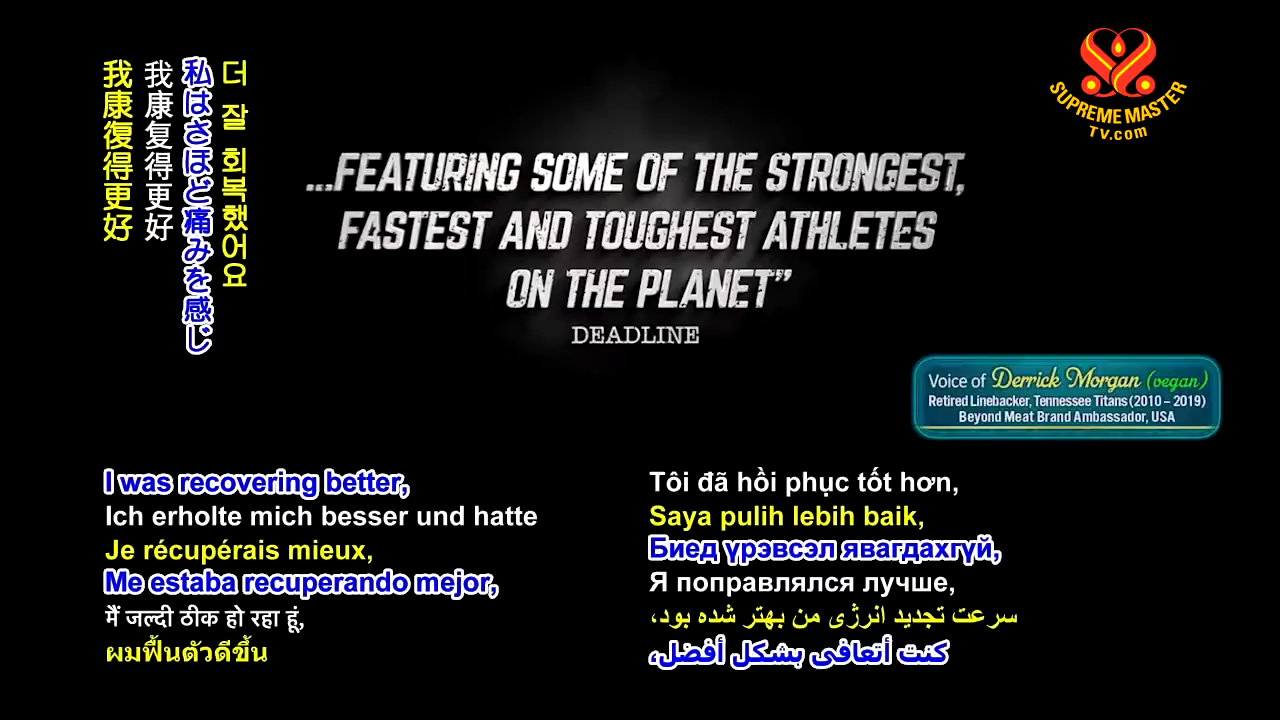 더 잘 회복했어요
私はさほど痛みを感じ
我康复得更好
我康復得更好
SUPREME MASTER
TV.com
...FEATURING SOME OF THE STRONGEST,
FASTEST AND TOUGHEST ATHLETES
ON THE PLANET”
DEADLINE
Voice of Derrick Morgan (vegan)
Retired Linebacker, Tennessee Titans (2010 – 2019)
Beyond Meat Brand Ambassador, USA
I was recovering better,
Ich erholte mich besser und hatte
Je récupérais mieux,
Me estaba recuperando mejor,
मैं जल्दी ठीक हो रहा हूं,
ผมฟื้นตัวดีขึ้น
Tôi đã hồi phục tốt hơn,
Saya pulih lebih baik,
Биед үрэвсэл явагдахгүй,
Я поправлялся лучше,
سرعت تجدید انرژی من بهتر شده بود،
كنت أتعافى بشكل أفضل،